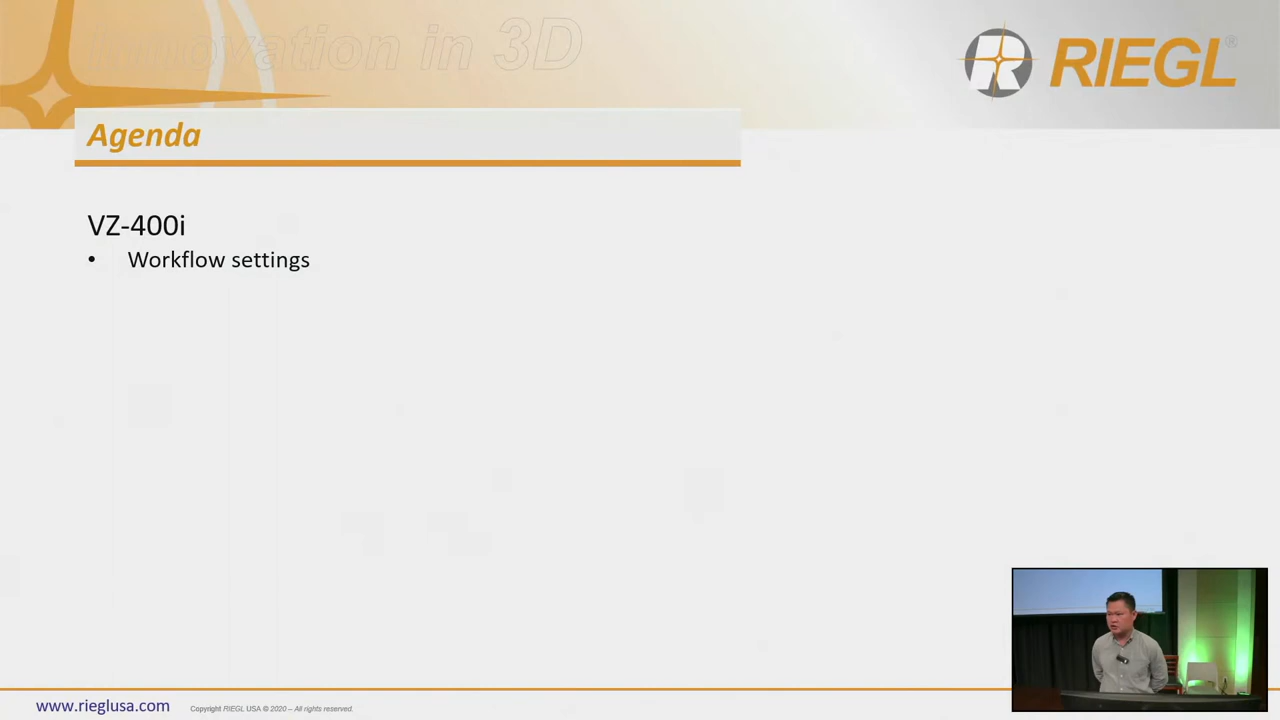 Innovation in 3D
RIEGL®
Agenda
VZ-400i
• Workflow settings
www.rieglusa.com
Copyright RIEGL USA © 2020 – All rights reserved.